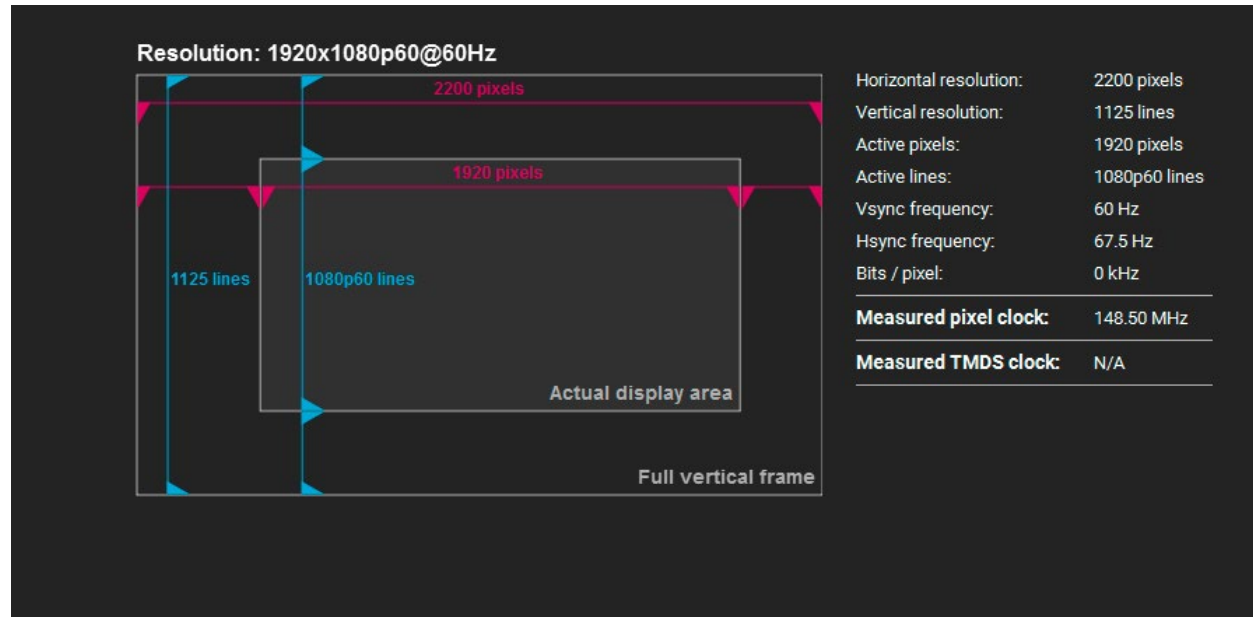 Resolution: 1920x1080p60@60Hz
2200 pixels
1920 pixels
1125 lines
1080p60 lines
Actual display area
Full vertical frame
Horizontal resolution: 2200 pixels
Vertical resolution: 1125 lines
Active pixels: 1920 pixels
Active lines: 1080p60 lines
Vsync frequency: 60 Hz
Hsync frequency: 67.5 Hz
Bits / pixel: 0 kHz
Measured pixel clock: 148.50 MHz
Measured TMDS clock: N/A